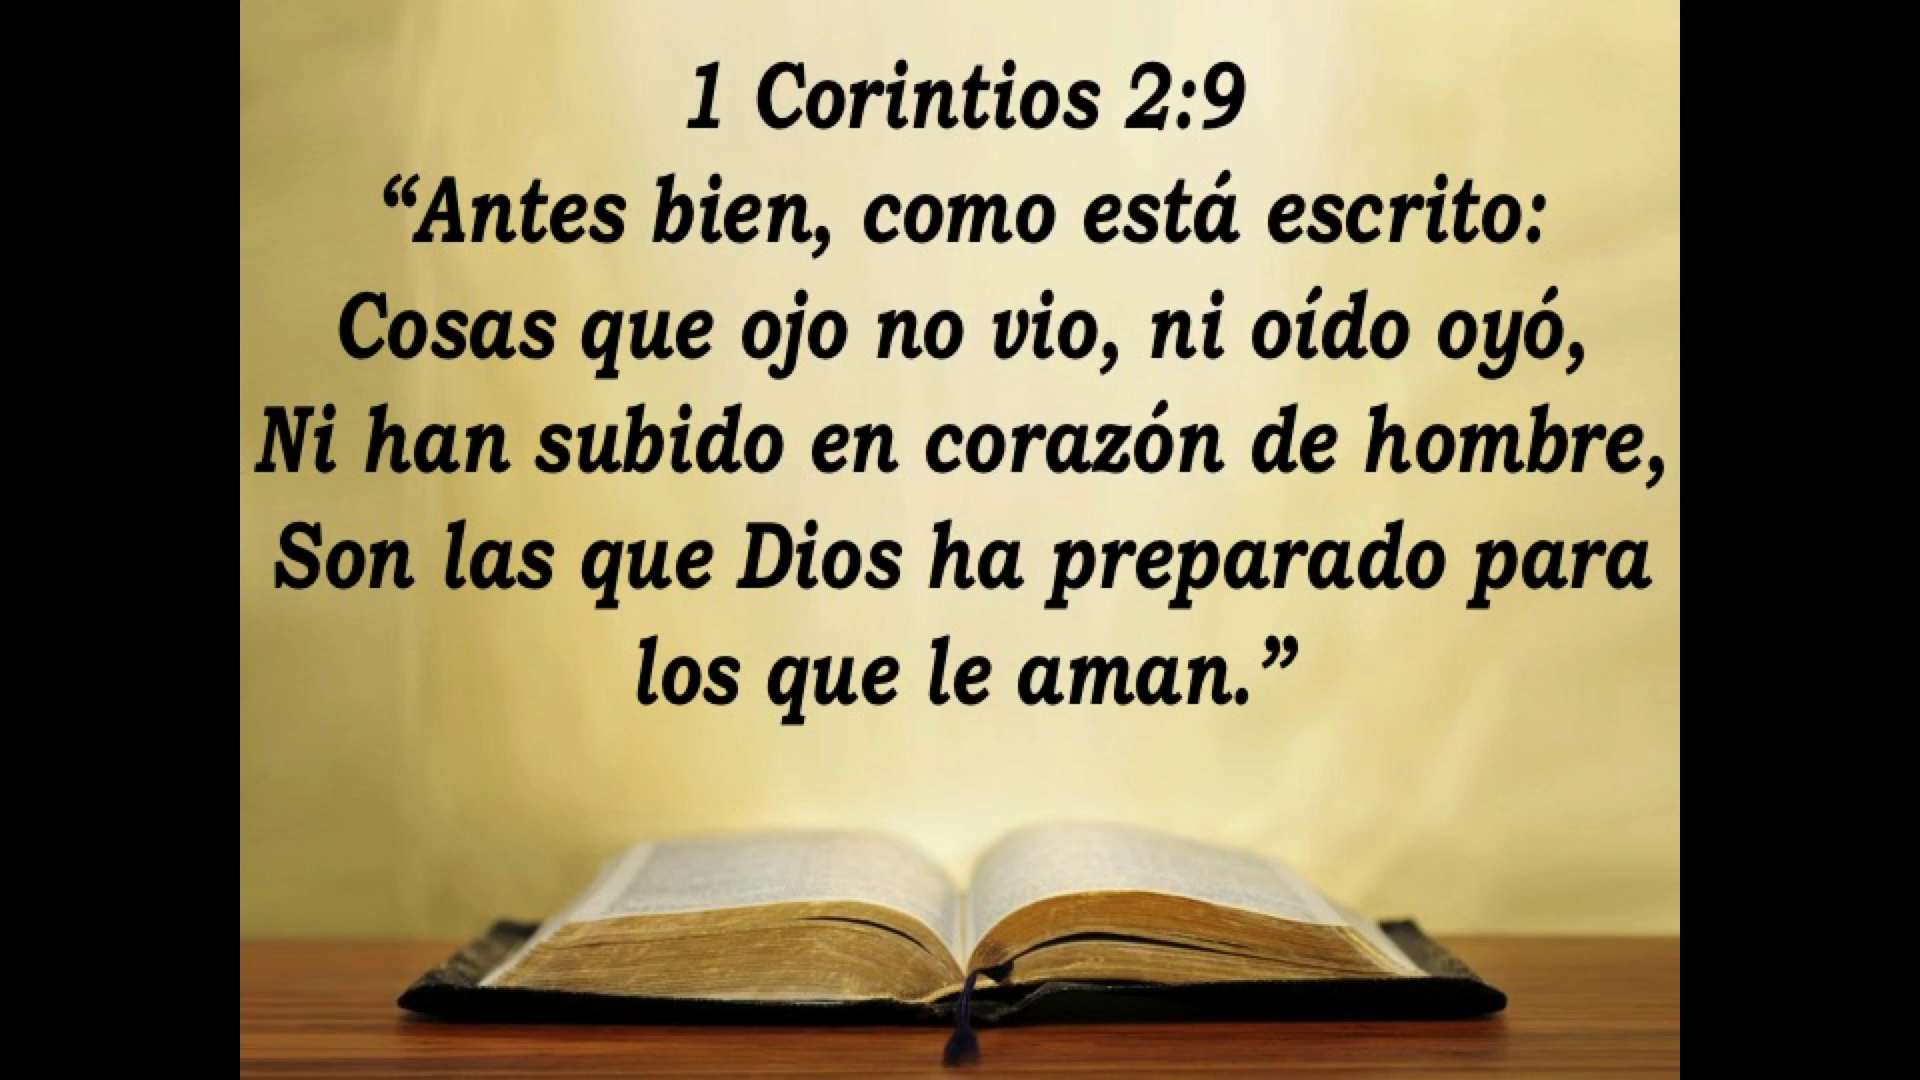 1 Corintios 2:9
“Antes bien, como está escrito:
Cosas que ojo no vio, ni oído oyó,
Ni han subido en corazón de hombre,
Son las que Dios ha preparado para
los que le aman.”